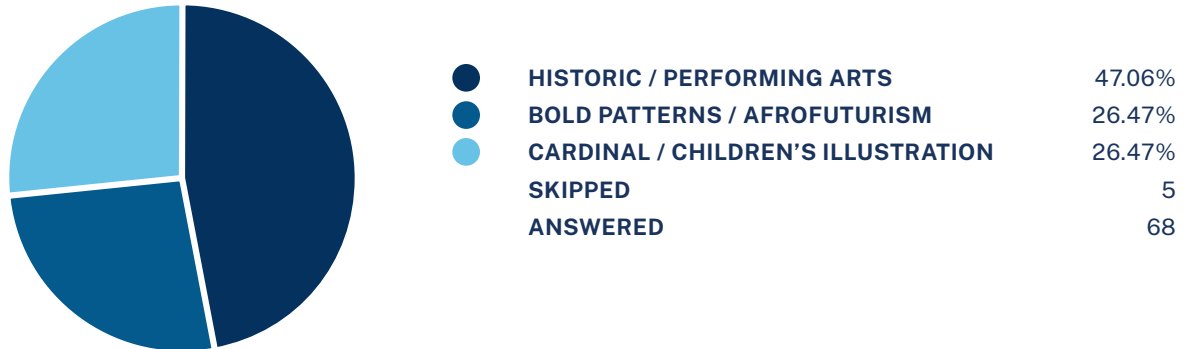 HISTORIC / PERFORMING ARTS 47.06%
BOLD PATTERNS / AFROFUTURISM 26.47%
CARDINAL / CHILDREN’S ILLUSTRATION 26.47%
SKIPPED 5
ANSWERED 68